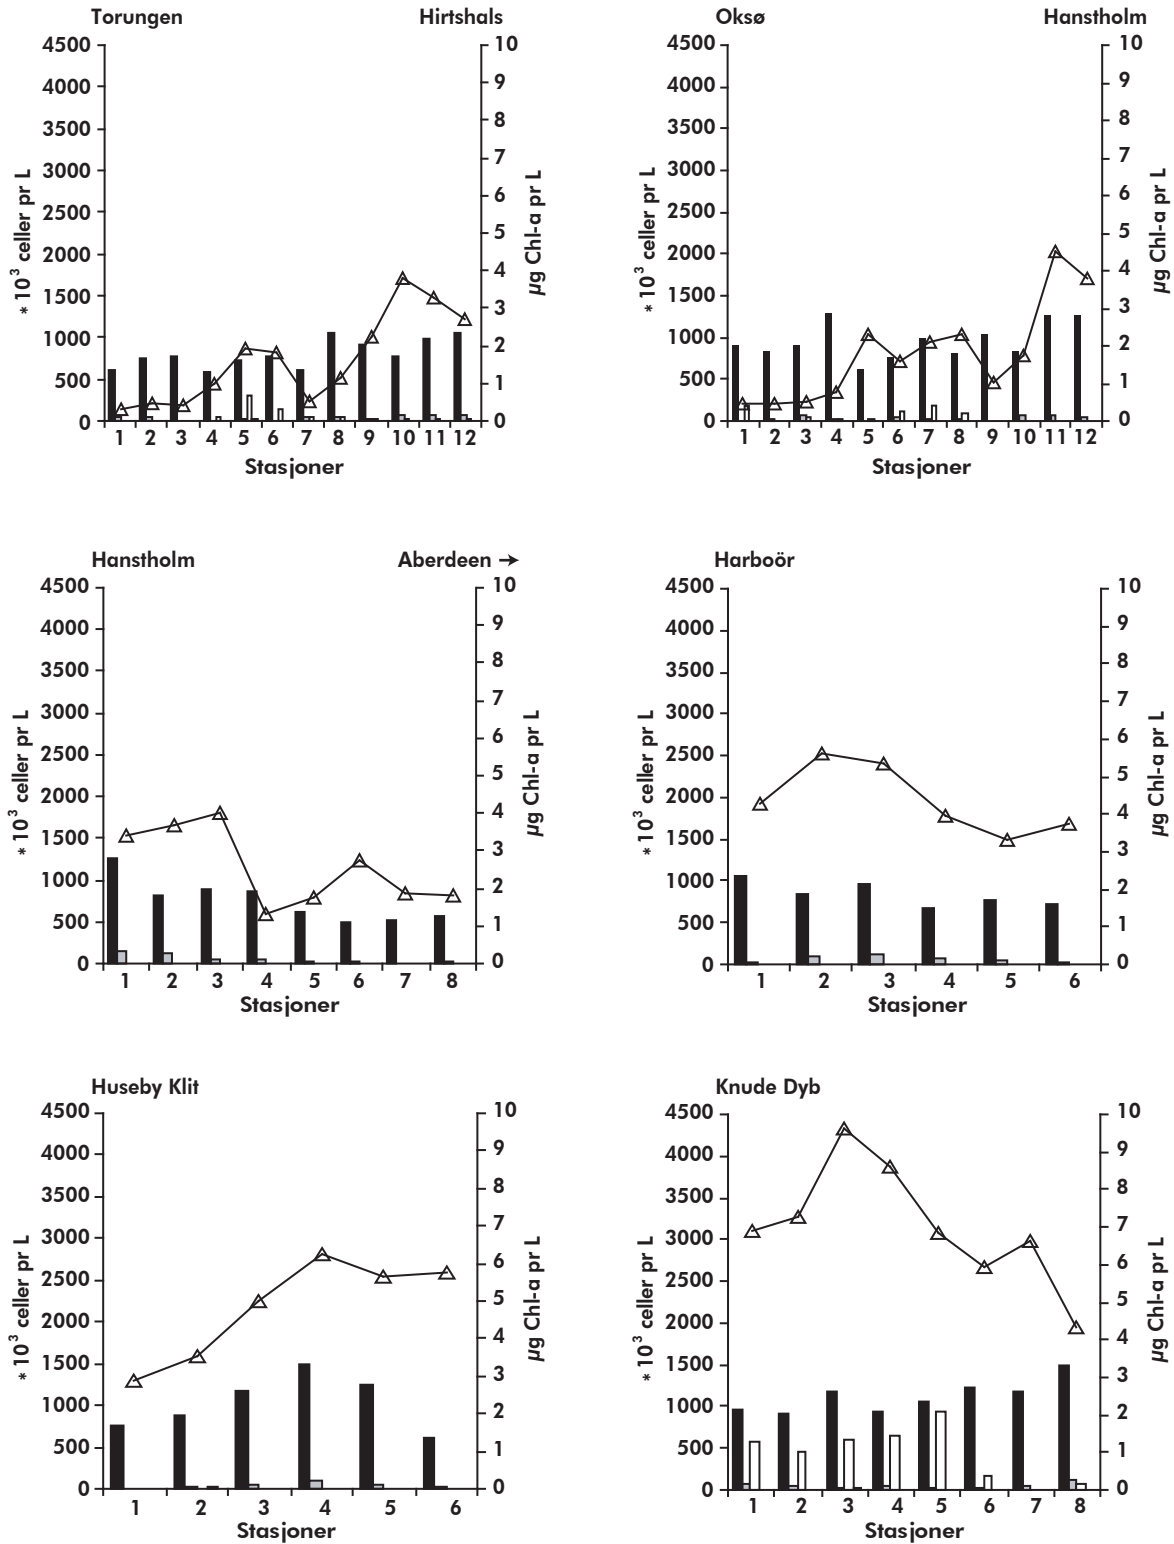 Torungen Hirtshals
4500 10
4000 9
3500 8
3000 7
2500 6
2000 5
1500 4
1000 3
500 2
0 1
0
* 10³ celler pr L
µg Chl-a pr L
1 2 3 4 5 6 7 8 9 10 11 12
Stasjoner
Oksø Hanstholm
4500 10
4000 9
3500 8
3000 7
2500 6
2000 5
1500 4
1000 3
500 2
0 1
0
* 10³ celler pr L
µg Chl-a pr L
1 2 3 4 5 6 7 8 9 10 11 12
Stasjoner
Hanstholm Aberdeen →
4500 10
4000 9
3500 8
3000 7
2500 6
2000 5
1500 4
1000 3
500 2
0 1
0
* 10³ celler pr L
µg Chl-a pr L
1 2 3 4 5 6 7 8
Stasjoner
Harboör
4500 10
4000 9
3500 8
3000 7
2500 6
2000 5
1500 4
1000 3
500 2
0 1
0
* 10³ celler pr L
µg Chl-a pr L
1 2 3 4 5 6
Stasjoner
Huseby Klit
4500 10
4000 9
3500 8
3000 7
2500 6
2000 5
1500 4
1000 3
500 2
0 1
0
* 10³ celler pr L
µg Chl-a pr L
1 2 3 4 5 6
Stasjoner
Knude Dyb
4500 10
4000 9
3500 8
3000 7
2500 6
2000 5
1500 4
1000 3
500 2
0 1
0
* 10³ celler pr L
µg Chl-a pr L
1 2 3 4 5 6 7 8
Stasjoner